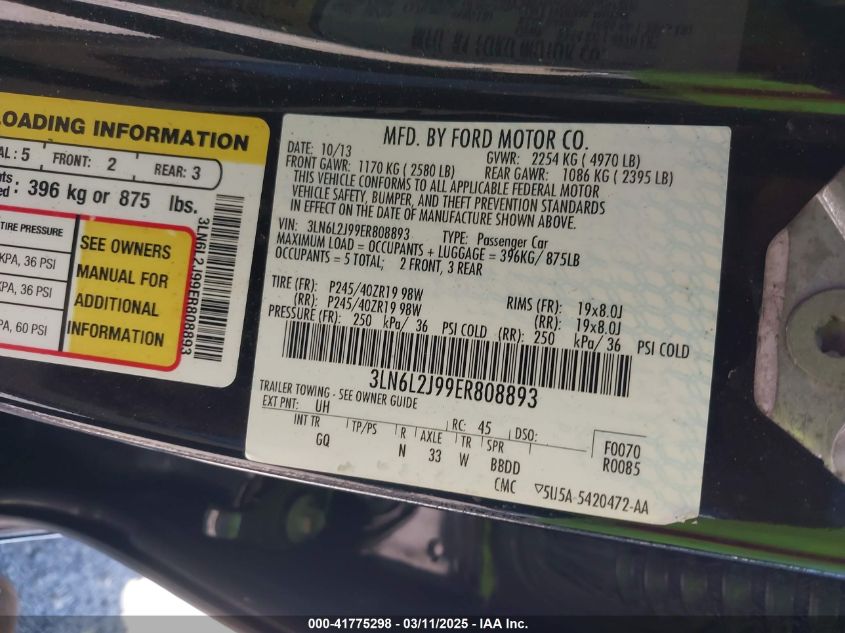 LOADING INFORMATION
AL: 5 FRONT: 2 REAR: 3
396 kg or 875 lbs.
TIRE PRESSURE
KPA, 36 PSI
KPA, 36 PSI
KPA, 60 PSI
SEE OWNERS
MANUAL FOR
ADDITIONAL
INFORMATION
3LN6L2J99ER808893
MFD. BY FORD MOTOR CO.
DATE: 10/13 GVWR: 2254 KG ( 4970 LB)
FRONT GAWR: 1170 KG ( 2580 LB) REAR GAWR: 1086 KG ( 2395 LB)
THIS VEHICLE CONFORMS TO ALL APPLICABLE FEDERAL MOTOR
VEHICLE SAFETY, BUMPER, AND THEFT PREVENTION STANDARDS
IN EFFECT ON THE DATE OF MANUFACTURE SHOWN ABOVE.
VIN: 3LN6L2J99ER808893 TYPE: Passenger Car
MAXIMUM LOAD = OCCUPANTS + LUGGAGE = 396KG/ 875LB
OCCUPANTS = 5 TOTAL; 2 FRONT, 3 REAR
TIRE (FR): P245/40ZR19 98W RIMS (FR): 19x8.0J
(RR): P245/40ZR19 98W (RR): 19x8.0J
PRESSURE (FR): 250 kPa/ 36 PSI COLD (RR): 250 kPa/ 36 PSI COLD
3LN6L2J99ER808893
TRAILER TOWING - SEE OWNER GUIDE
EXT PNT: UH RC: 45 DSO: F0070
INT TR TP/PS R AXLE TR SPR R0085
GQ N 33 W BBDD
CMC ▽5U5A-5420472-AA
000-41775298 - 03/11/2025 - IAA Inc.